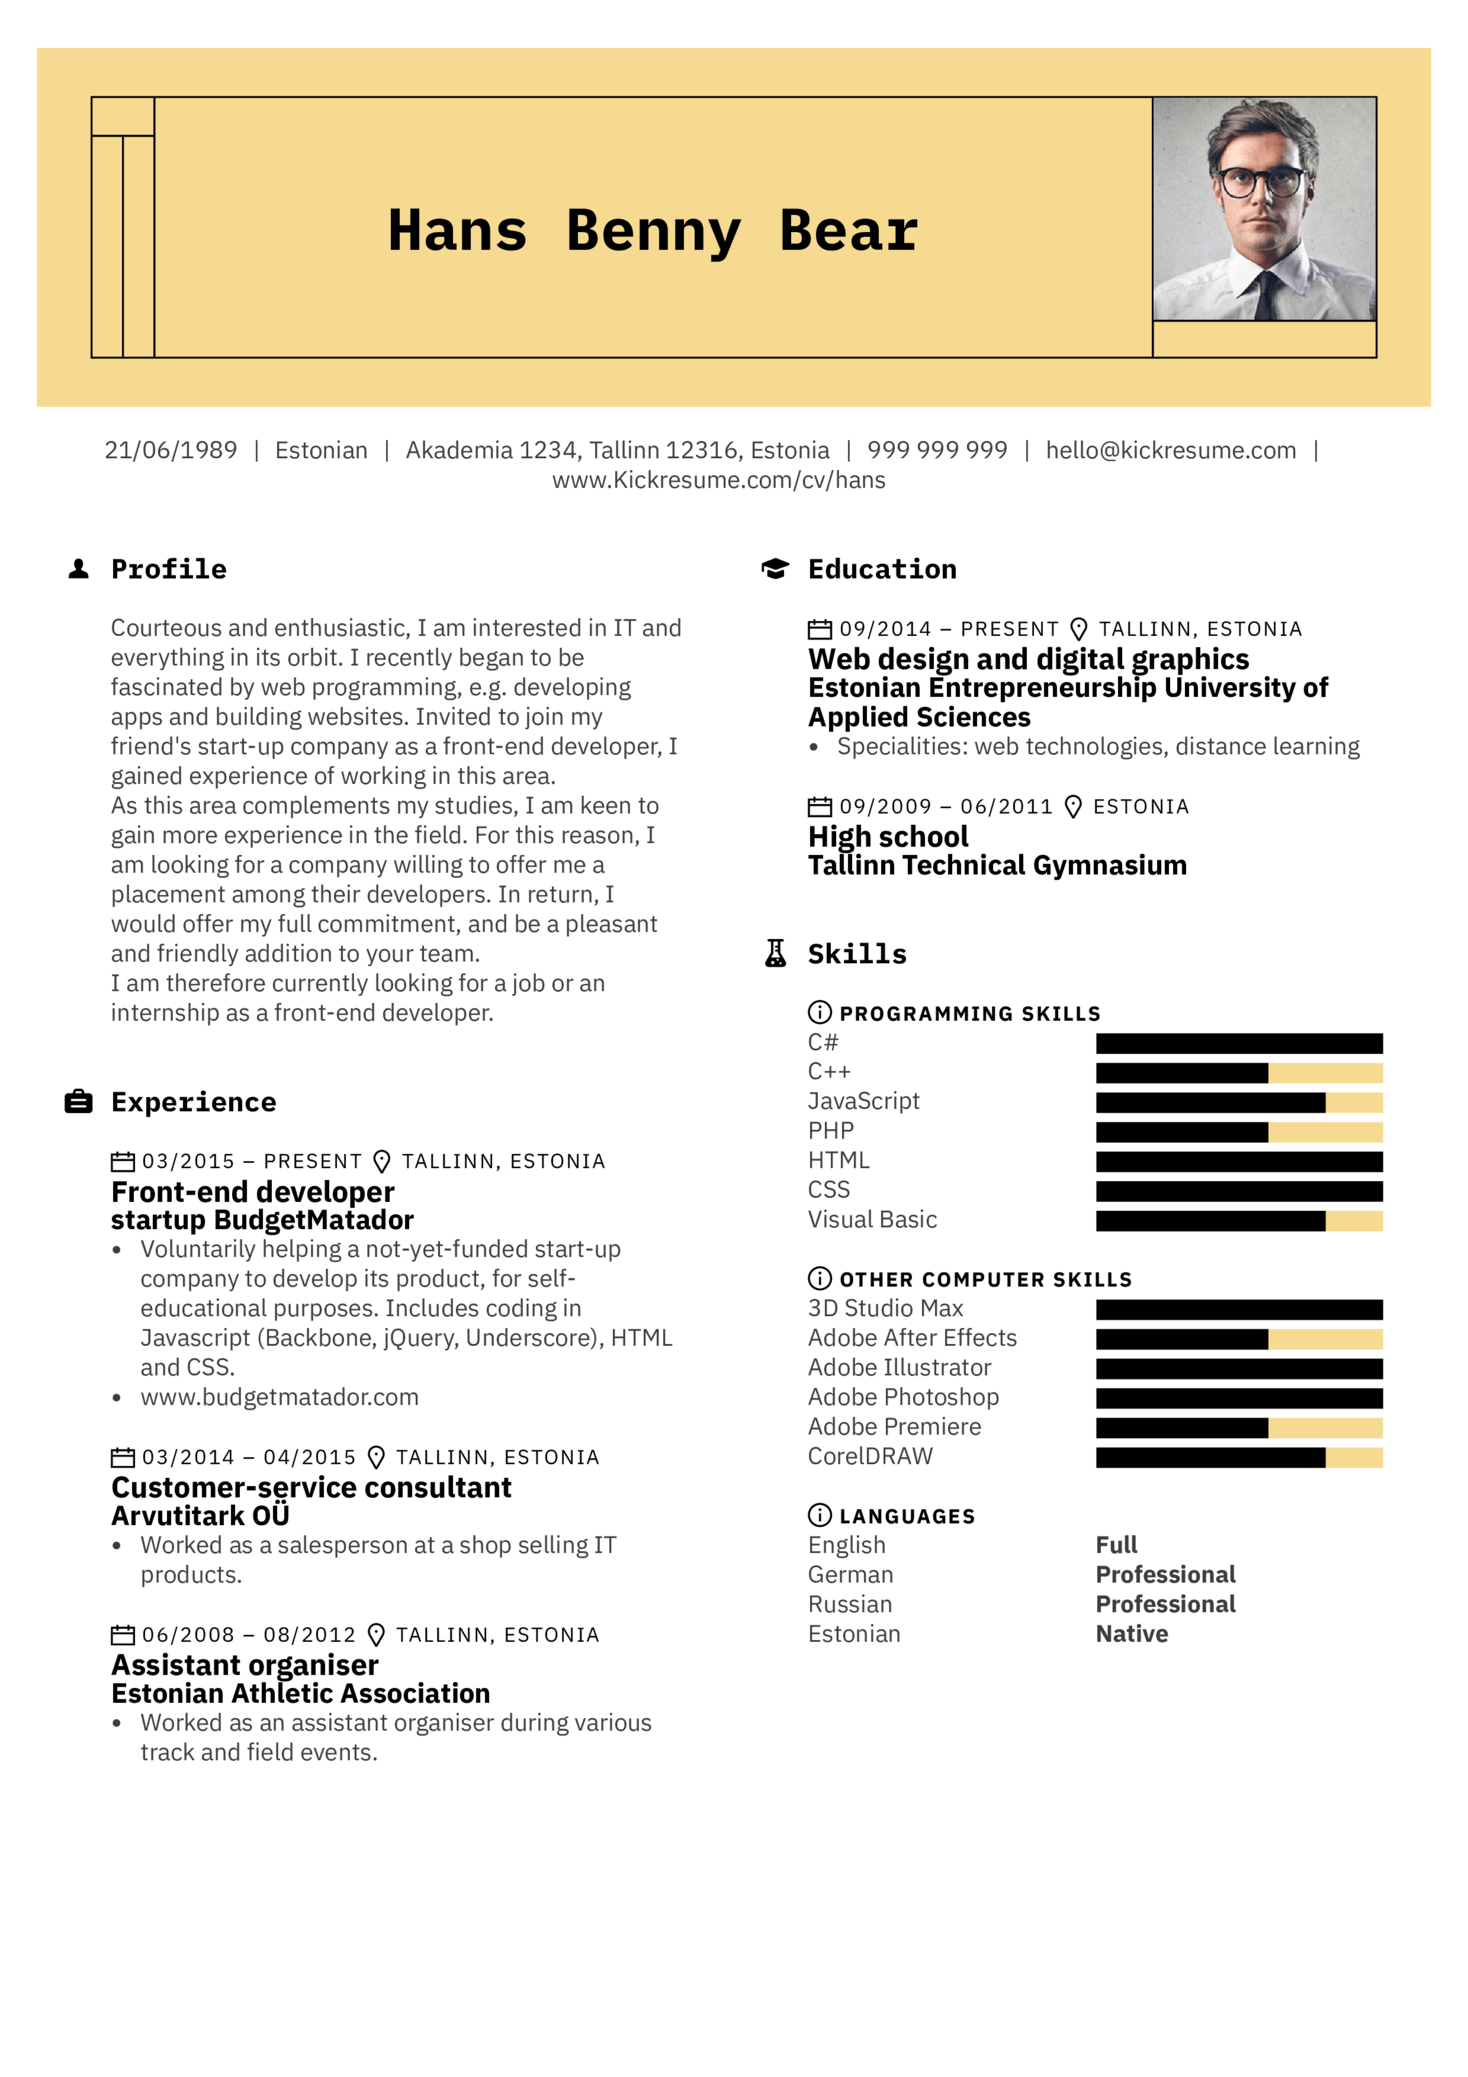 Hans Benny Bear
21/06/1989 | Estonian | Akademia 1234, Tallinn 12316, Estonia | 999 999 999 | hello@kickresume.com |
www.Kickresume.com/cv/hans
Profile
Courteous and enthusiastic, I am interested in IT and
everything in its orbit. I recently began to be
fascinated by web programming, e.g. developing
apps and building websites. Invited to join my
friend's start-up company as a front-end developer, I
gained experience of working in this area.
As this area complements my studies, I am keen to
gain more experience in the field. For this reason, I
am looking for a company willing to offer me a
placement among their developers. In return, I
would offer my full commitment, and be a pleasant
and friendly addition to your team.
I am therefore currently looking for a job or an
internship as a front-end developer.
Experience
03/2015 – PRESENT TALLINN, ESTONIA
Front-end developer
startup BudgetMatador
• Voluntarily helping a not-yet-funded start-up
company to develop its product, for self-
educational purposes. Includes coding in
Javascript (Backbone, jQuery, Underscore), HTML
and CSS.
• www.budgetmatador.com
03/2014 – 04/2015 TALLINN, ESTONIA
Customer-service consultant
Arvutitark OÜ
• Worked as a salesperson at a shop selling IT
products.
06/2008 – 08/2012 TALLINN, ESTONIA
Assistant organiser
Estonian Athletic Association
• Worked as an assistant organiser during various
track and field events.
Education
09/2014 – PRESENT TALLINN, ESTONIA
Web design and digital graphics
Estonian Entrepreneurship University of
Applied Sciences
• Specialities: web technologies, distance learning
09/2009 – 06/2011 ESTONIA
High school
Tallinn Technical Gymnasium
Skills
PROGRAMMING SKILLS
C#
C++
JavaScript
PHP
HTML
CSS
Visual Basic
OTHER COMPUTER SKILLS
3D Studio Max
Adobe After Effects
Adobe Illustrator
Adobe Photoshop
Adobe Premiere
CorelDRAW
LANGUAGES
English Full
German Professional
Russian Professional
Estonian Native